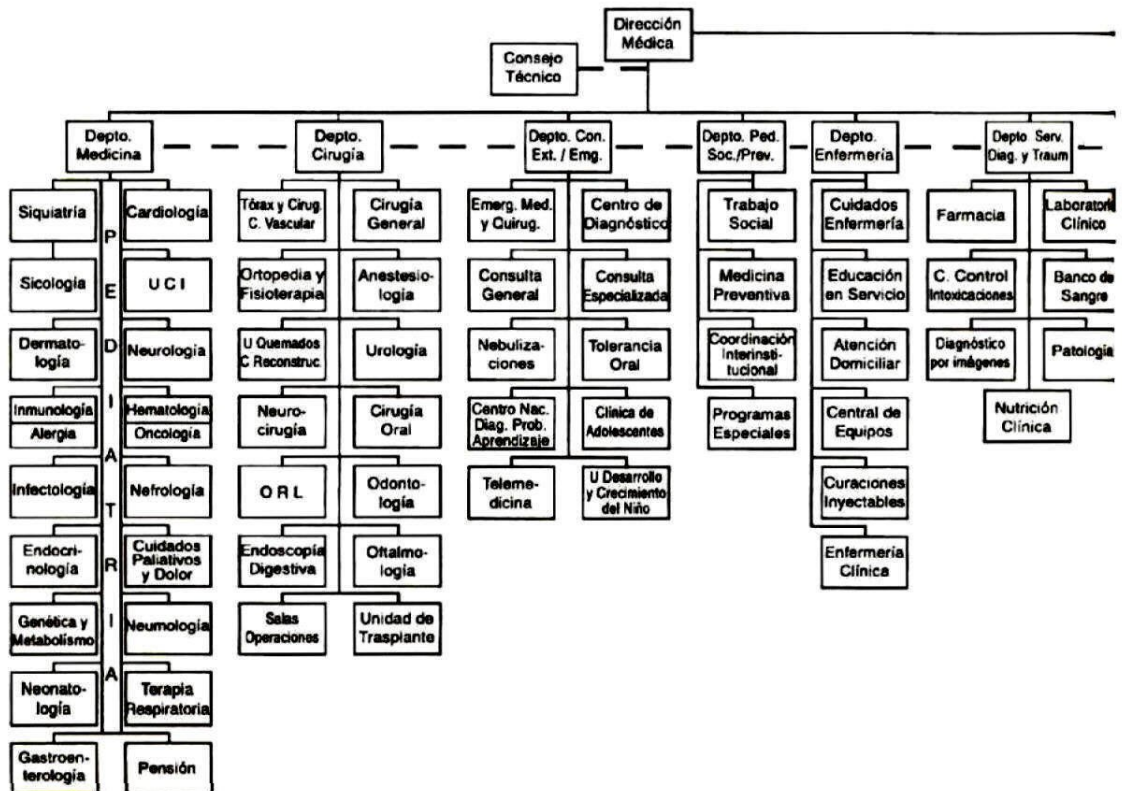 Dirección
Médica
Consejo
Técnico
Depto.
Medicina
Depto.
Cirugía
Depto. Con.
Ext. / Emg.
Depto. Ped.
Soc./Prev.
Depto.
Enfermería
Depto Serv.
Diag. y Traum
PEDIATRIA
Siquiatría
Cardiología
Sicología
U C I
Dermato-
logía
Neurología
Inmunología
Alergia
Hematología
Oncología
Infectología
Nefrología
Endocri-
nología
Cuidados
Paliativos
y Dolor
Genética y
Metabolismo
Neumología
Neonato-
logía
Terapia
Respiratoria
Gastroen-
terología
Pensión
Tórax y Cirug.
C. Vascular
Cirugía
General
Ortopedia y
Fisioterapia
Anestesio-
logía
U Quemados
C Reconstruc.
Urología
Neuro-
cirugía
Cirugía
Oral
O R L
Odonto-
logía
Endoscopía
Digestiva
Oftalmo-
logía
Salas
Operaciones
Unidad de
Trasplante
Emerg. Med.
y Quirug.
Centro de
Diagnóstico
Consulta
General
Consulta
Especializada
Nebuliza-
ciones
Tolerancia
Oral
Centro Nac.
Diag. Prob.
Aprendizaje
Clínica de
Adolescentes
Teleme-
dicina
U Desarrollo
y Crecimiento
del Niño
Trabajo
Social
Medicina
Preventiva
Coordinación
Interinsti-
tucional
Programas
Especiales
Cuidados
Enfermería
Educación
en Servicio
Atención
Domiciliar
Central de
Equipos
Curaciones
Inyectables
Enfermería
Clínica
Farmacia
Laboratorio
Clínico
C. Control
Intoxicaciones
Banco de
Sangre
Diagnóstico
por imágenes
Patología
Nutrición
Clínica